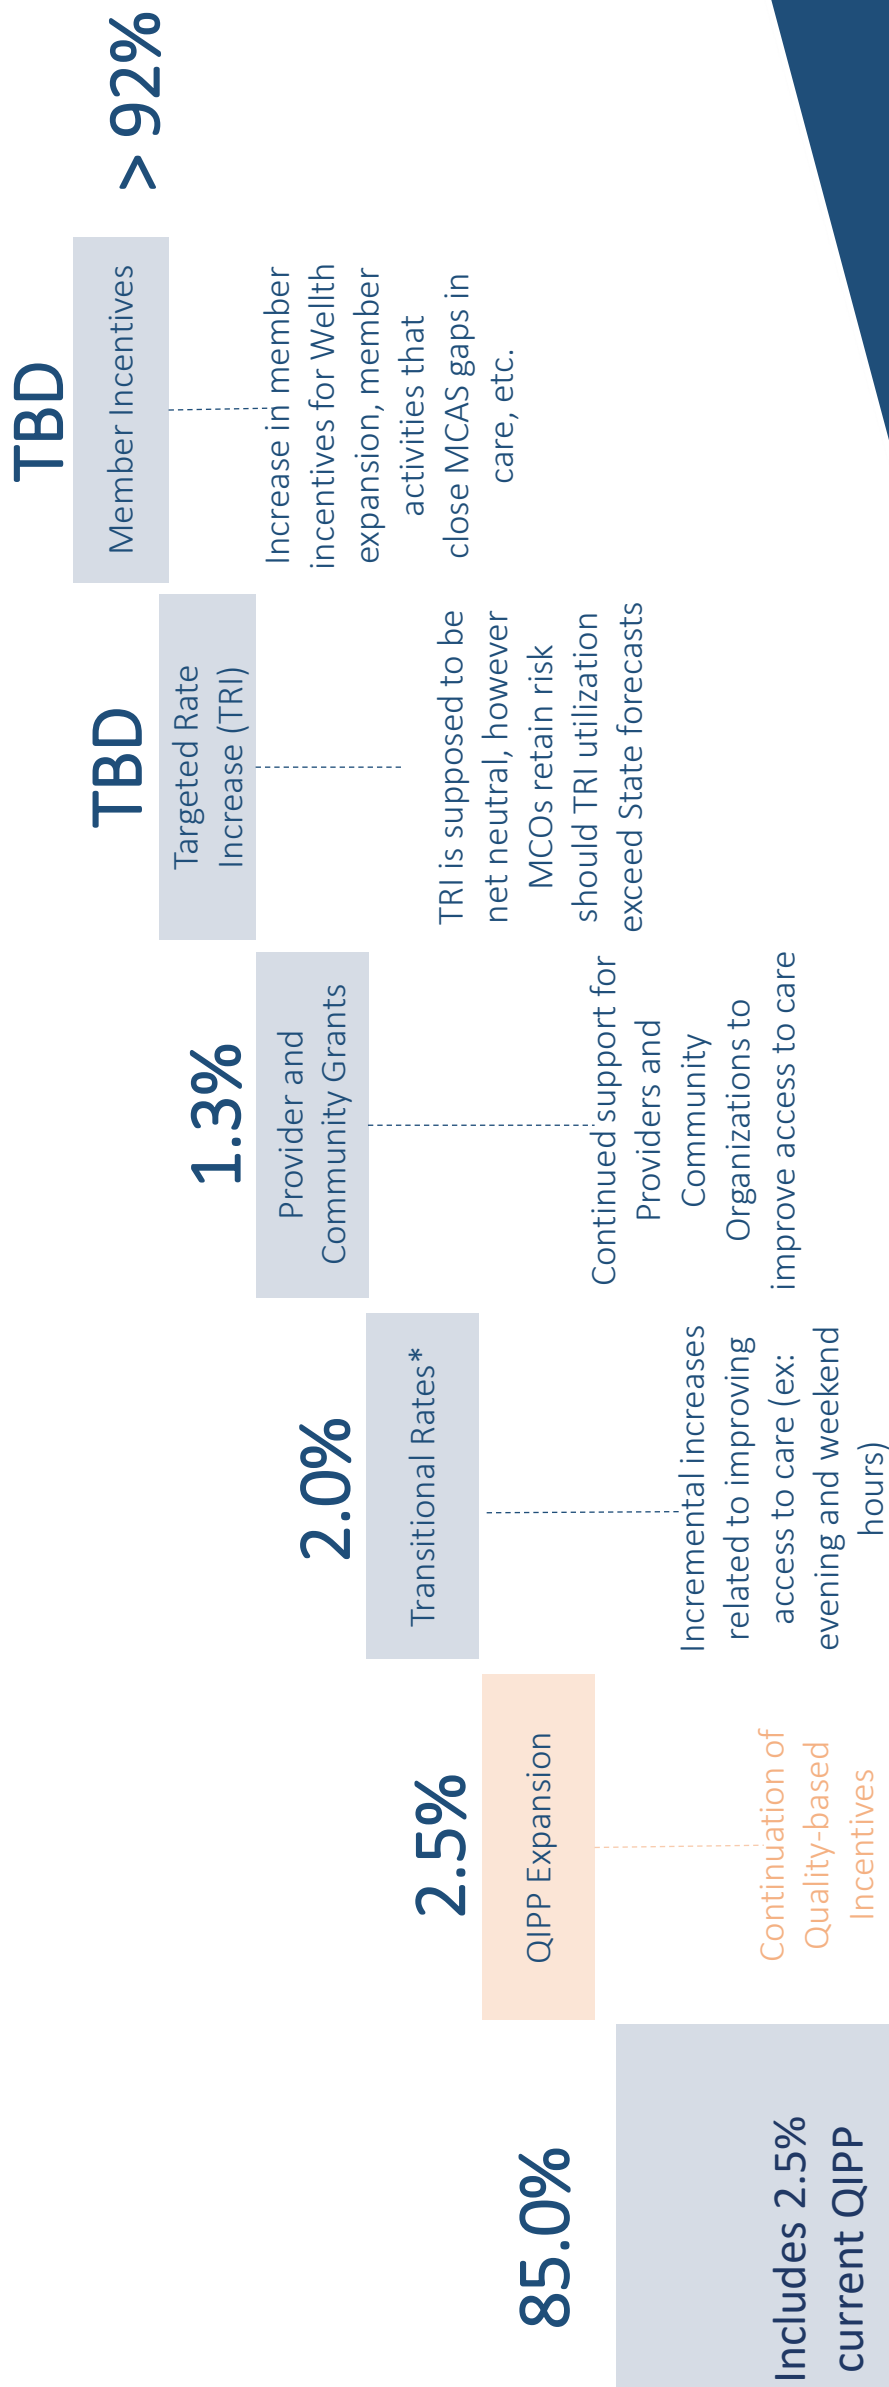 85.0%
Includes 2.5%
current QIPP
2.5%
QIPP Expansion
Continuation of
Quality-based
Incentives
2.0%
Transitional Rates*
Incremental increases
related to improving
access to care (ex:
evening and weekend
hours)
1.3%
Provider and
Community Grants
Continued support for
Providers and
Community
Organizations to
improve access to care
TBD
Targeted Rate
Increase (TRI)
TRI is supposed to be
net neutral, however
MCOs retain risk
should TRI utilization
exceed State forecasts
TBD
Member Incentives
Increase in member
incentives for Wellth
expansion, member
activities that
close MCAS gaps in
care, etc.
> 92%